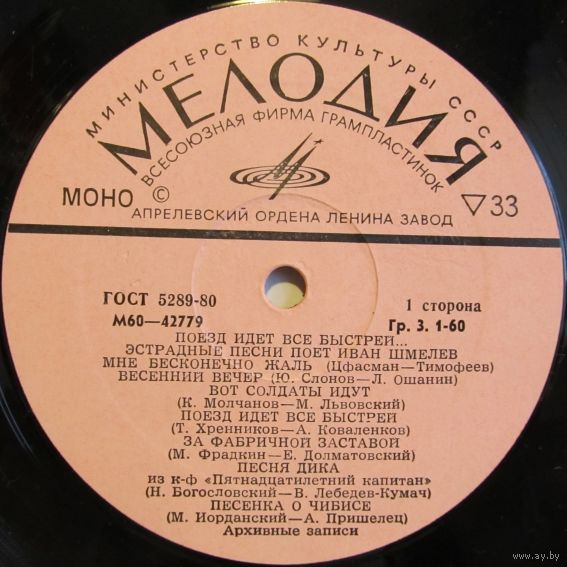 МИНИСТЕРСТВО КУЛЬТУРЫ СССР
МЕЛОДИЯ
ВСЕСОЮЗНАЯ ФИРМА ГРАМПЛАСТИНОК
МОНО ©
▽ 33
АПРЕЛЕВСКИЙ ОРДЕНА ЛЕНИНА ЗАВОД
ГОСТ 5289-80
1 сторона
М60—42779
Гр. 3. 1-60
ПОЕЗД ИДЕТ ВСЕ БЫСТРЕЙ...
ЭСТРАДНЫЕ ПЕСНИ ПОЕТ ИВАН ШМЕЛЕВ
МНЕ БЕСКОНЕЧНО ЖАЛЬ (Цфасман—Тимофеев)
ВЕСЕННИЙ ВЕЧЕР (Ю. Слонов—Л. Ошанин)
ВОТ СОЛДАТЫ ИДУТ
(К. Молчанов—М. Львовский)
ПОЕЗД ИДЕТ ВСЕ БЫСТРЕЙ
(Т. Хренников—А. Коваленков)
ЗА ФАБРИЧНОЙ ЗАСТАВОЙ
(М. Фрадкин—Е. Долматовский)
ПЕСНЯ ДИКА
из к-ф «Пятнадцатилетний капитан»
(Н. Богословский—В. Лебедев-Кумач)
ПЕСЕНКА О ЧИБИСЕ
(М. Иорданский—А. Пришелец)
Архивные записи
www.ay.by